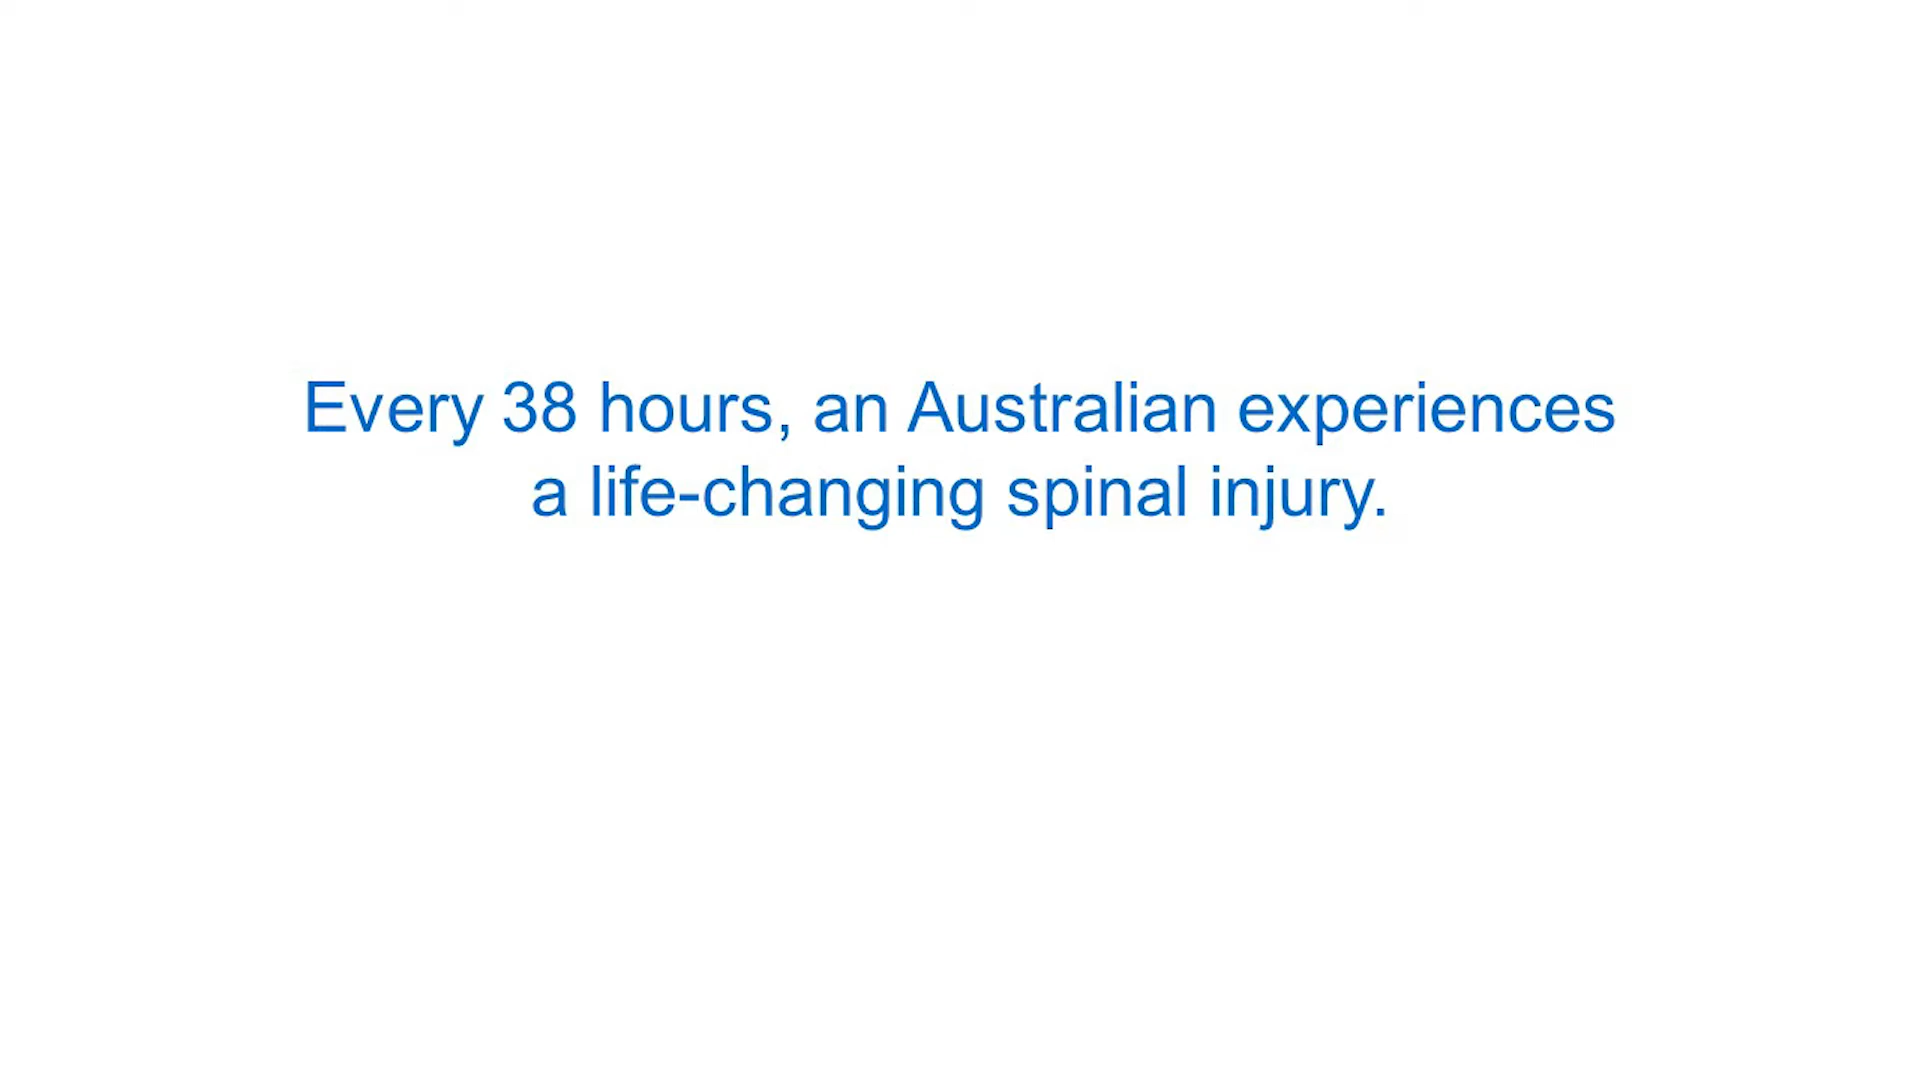 Every 38 hours, an Australian experiences
a life-changing spinal injury.